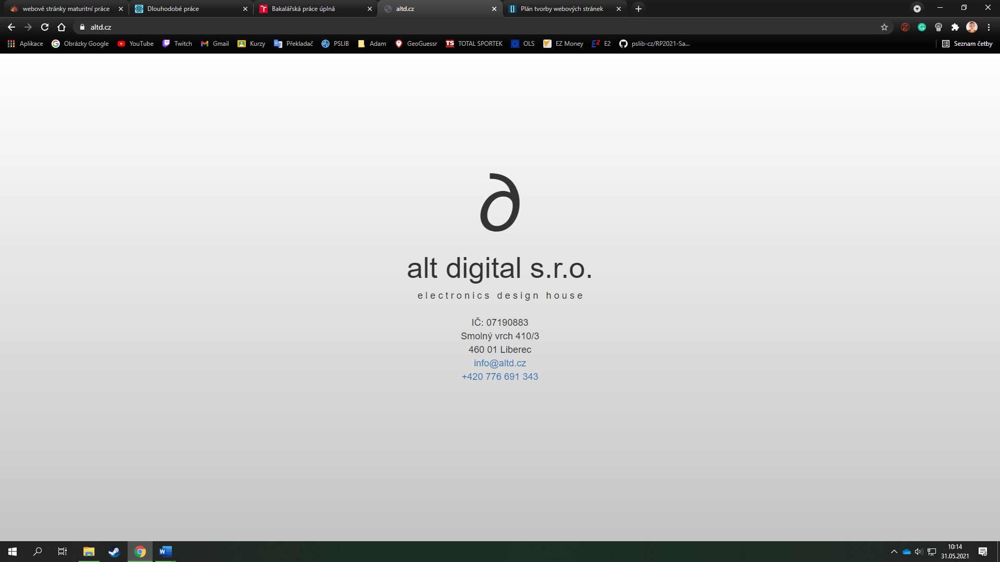 webové stránky maturitní práce
Dlouhodobé práce
Bakalářská práce úplná
altd.cz
Plán tvorby webových stránek
altd.cz
Aplikace
Obrázky Google
YouTube
Twitch
Gmail
Kurzy
Překladač
PSLIB
Adam
GeoGuessr
TS TOTAL SPORTEK
OLS
EZ Money
E2 E2
pslib-cz/RP2021-Sa...
Seznam četby
∂
alt digital s.r.o.
electronics design house
IČ: 07190883
Smolný vrch 410/3
460 01 Liberec
info@altd.cz
+420 776 691 343
10:14
31.05.2021